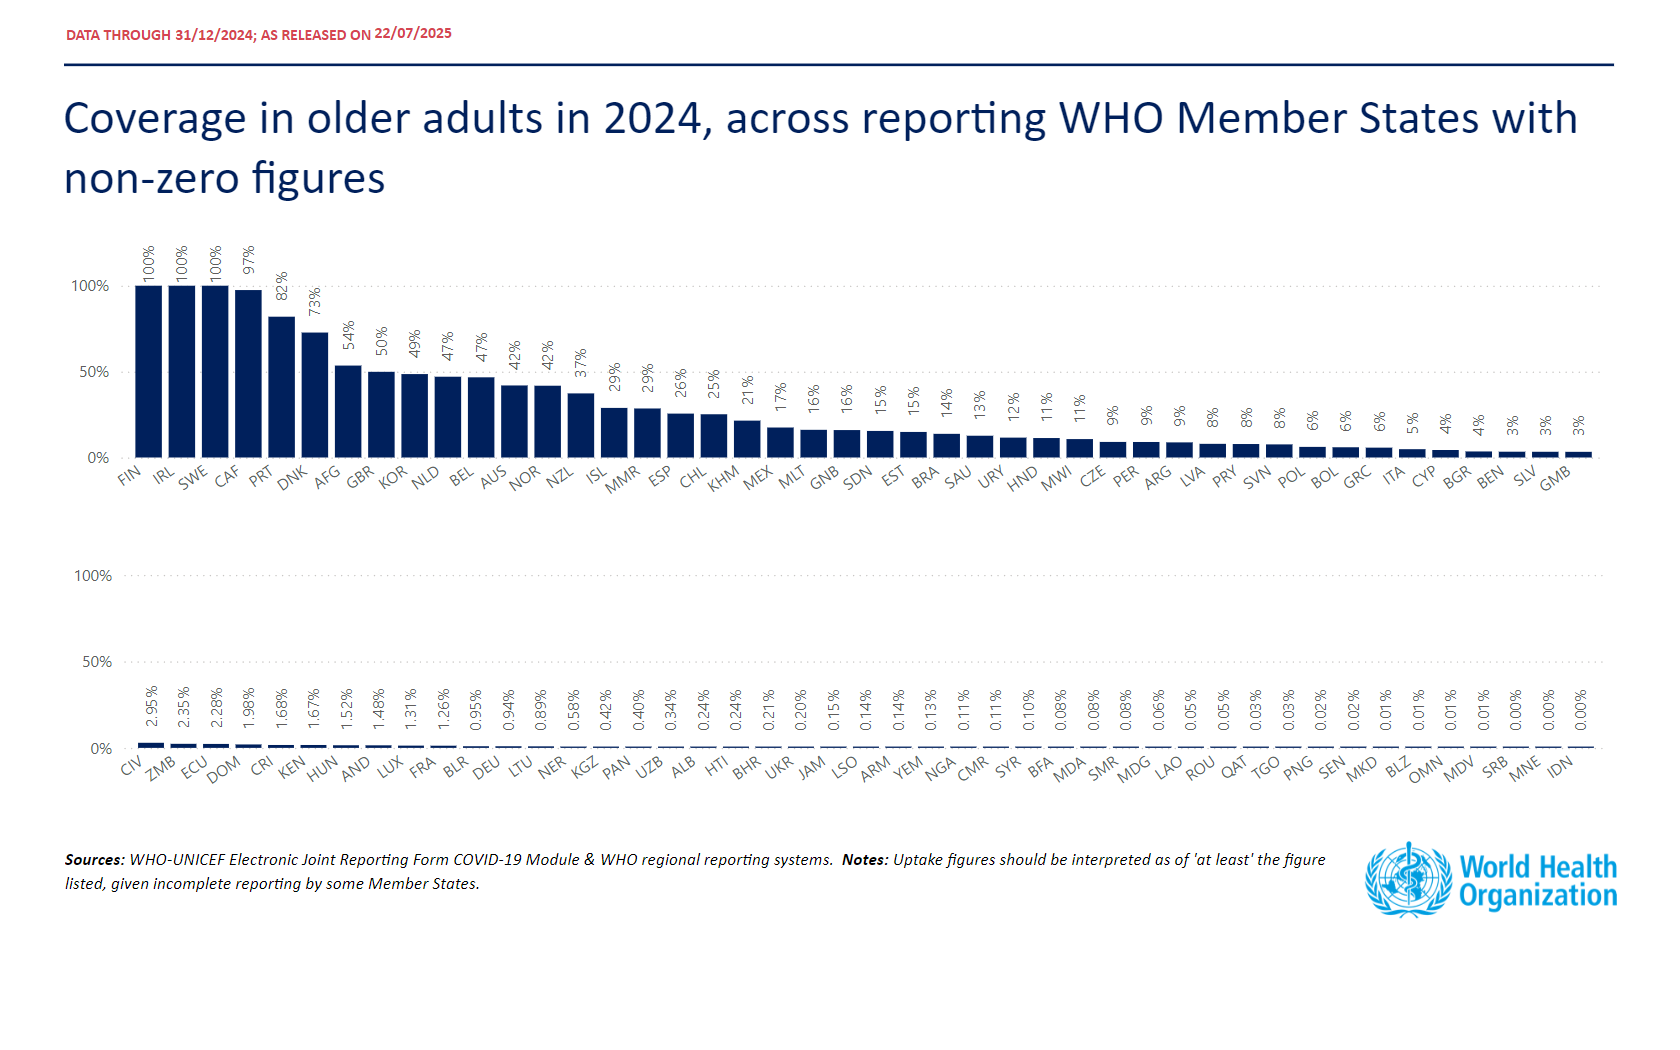 DATA THROUGH 31/12/2024; AS RELEASED ON 22/07/2025
Coverage in older adults in 2024, across reporting WHO Member States with
non-zero figures
100% 100% 100% 97% 82% 73% 54% 50% 49% 47% 47% 42% 42% 37% 29% 29% 26% 25% 21% 17% 16% 16% 15% 15% 14% 13% 12% 11% 11% 9% 9% 9% 8% 8% 8% 6% 6% 6% 5% 4% 4% 3% 3% 3%
100%
50%
0%
FIN IRL SWE CAF PRT DNK AFG GBR KOR NLD BEL AUS NOR NZL ISL MMR ESP CHL KHM MEX MLT GNB SDN EST BRA SAU URY HND MWI CZE PER ARG LVA PRY SVN POL BOL GRC ITA CYP BGR BEN SLV GMB
100%
50%
2.95% 2.35% 2.28% 1.98% 1.68% 1.67% 1.52% 1.48% 1.31% 1.26% 0.95% 0.94% 0.89% 0.58% 0.42% 0.40% 0.34% 0.24% 0.24% 0.21% 0.20% 0.15% 0.14% 0.14% 0.13% 0.11% 0.11% 0.10% 0.08% 0.08% 0.08% 0.06% 0.05% 0.05% 0.03% 0.03% 0.02% 0.02% 0.01% 0.01% 0.01% 0.01% 0.00% 0.00% 0.00%
0%
CIV ZMB ECU DOM CRI KEN HUN AND LUX FRA BLR DEU LTU NER KGZ PAN UZB ALB HTI BHR UKR JAM LSO ARM YEM NGA CMR SYR BFA MDA SMR MDG LAO ROU QAT TGO PNG SEN MKD BLZ OMN MDV SRB MNE IDN
Sources: WHO-UNICEF Electronic Joint Reporting Form COVID-19 Module & WHO regional reporting systems. Notes: Uptake figures should be interpreted as of 'at least' the figure
listed, given incomplete reporting by some Member States.
World Health
Organization